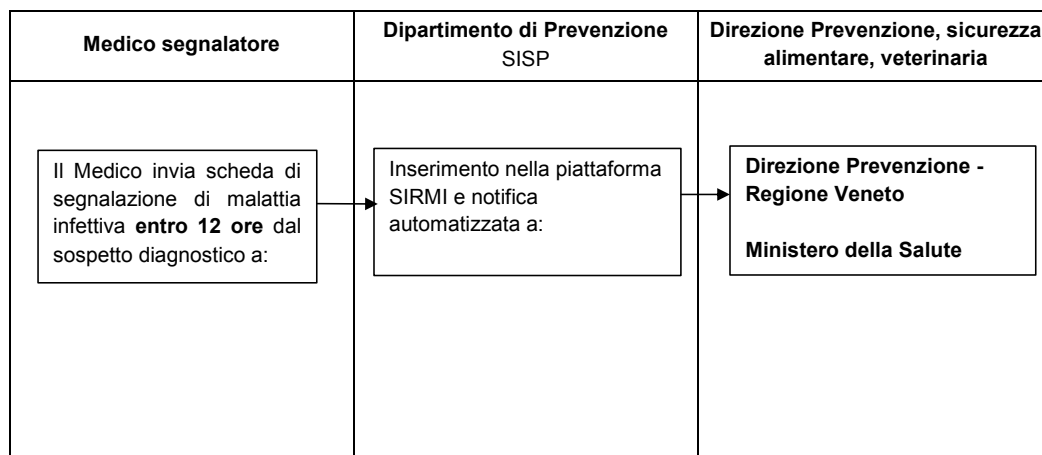 Medico segnalatore
Dipartimento di Prevenzione
SISP
Direzione Prevenzione, sicurezza
alimentare, veterinaria
Il Medico invia scheda di
segnalazione di malattia
infettiva entro 12 ore dal
sospetto diagnostico a:
Inserimento nella piattaforma
SIRMI e notifica
automatizzata a:
Direzione Prevenzione -
Regione Veneto
Ministero della Salute